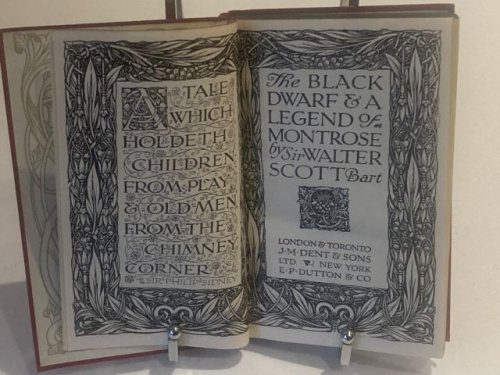 A TALE
WHICH
HOLDETH
CHILDREN
FROM PLAY
& OLD MEN
FROM THE
CHIMNEY
CORNER
SIR PHILIP SIDNEY
The BLACK
DWARF & A
LEGEND of
MONTROSE
by Sir WALTER
SCOTT Bart
LONDON & TORONTO
J·M·DENT & SONS
LTD. NEW YORK
E·P·DUTTON & CO